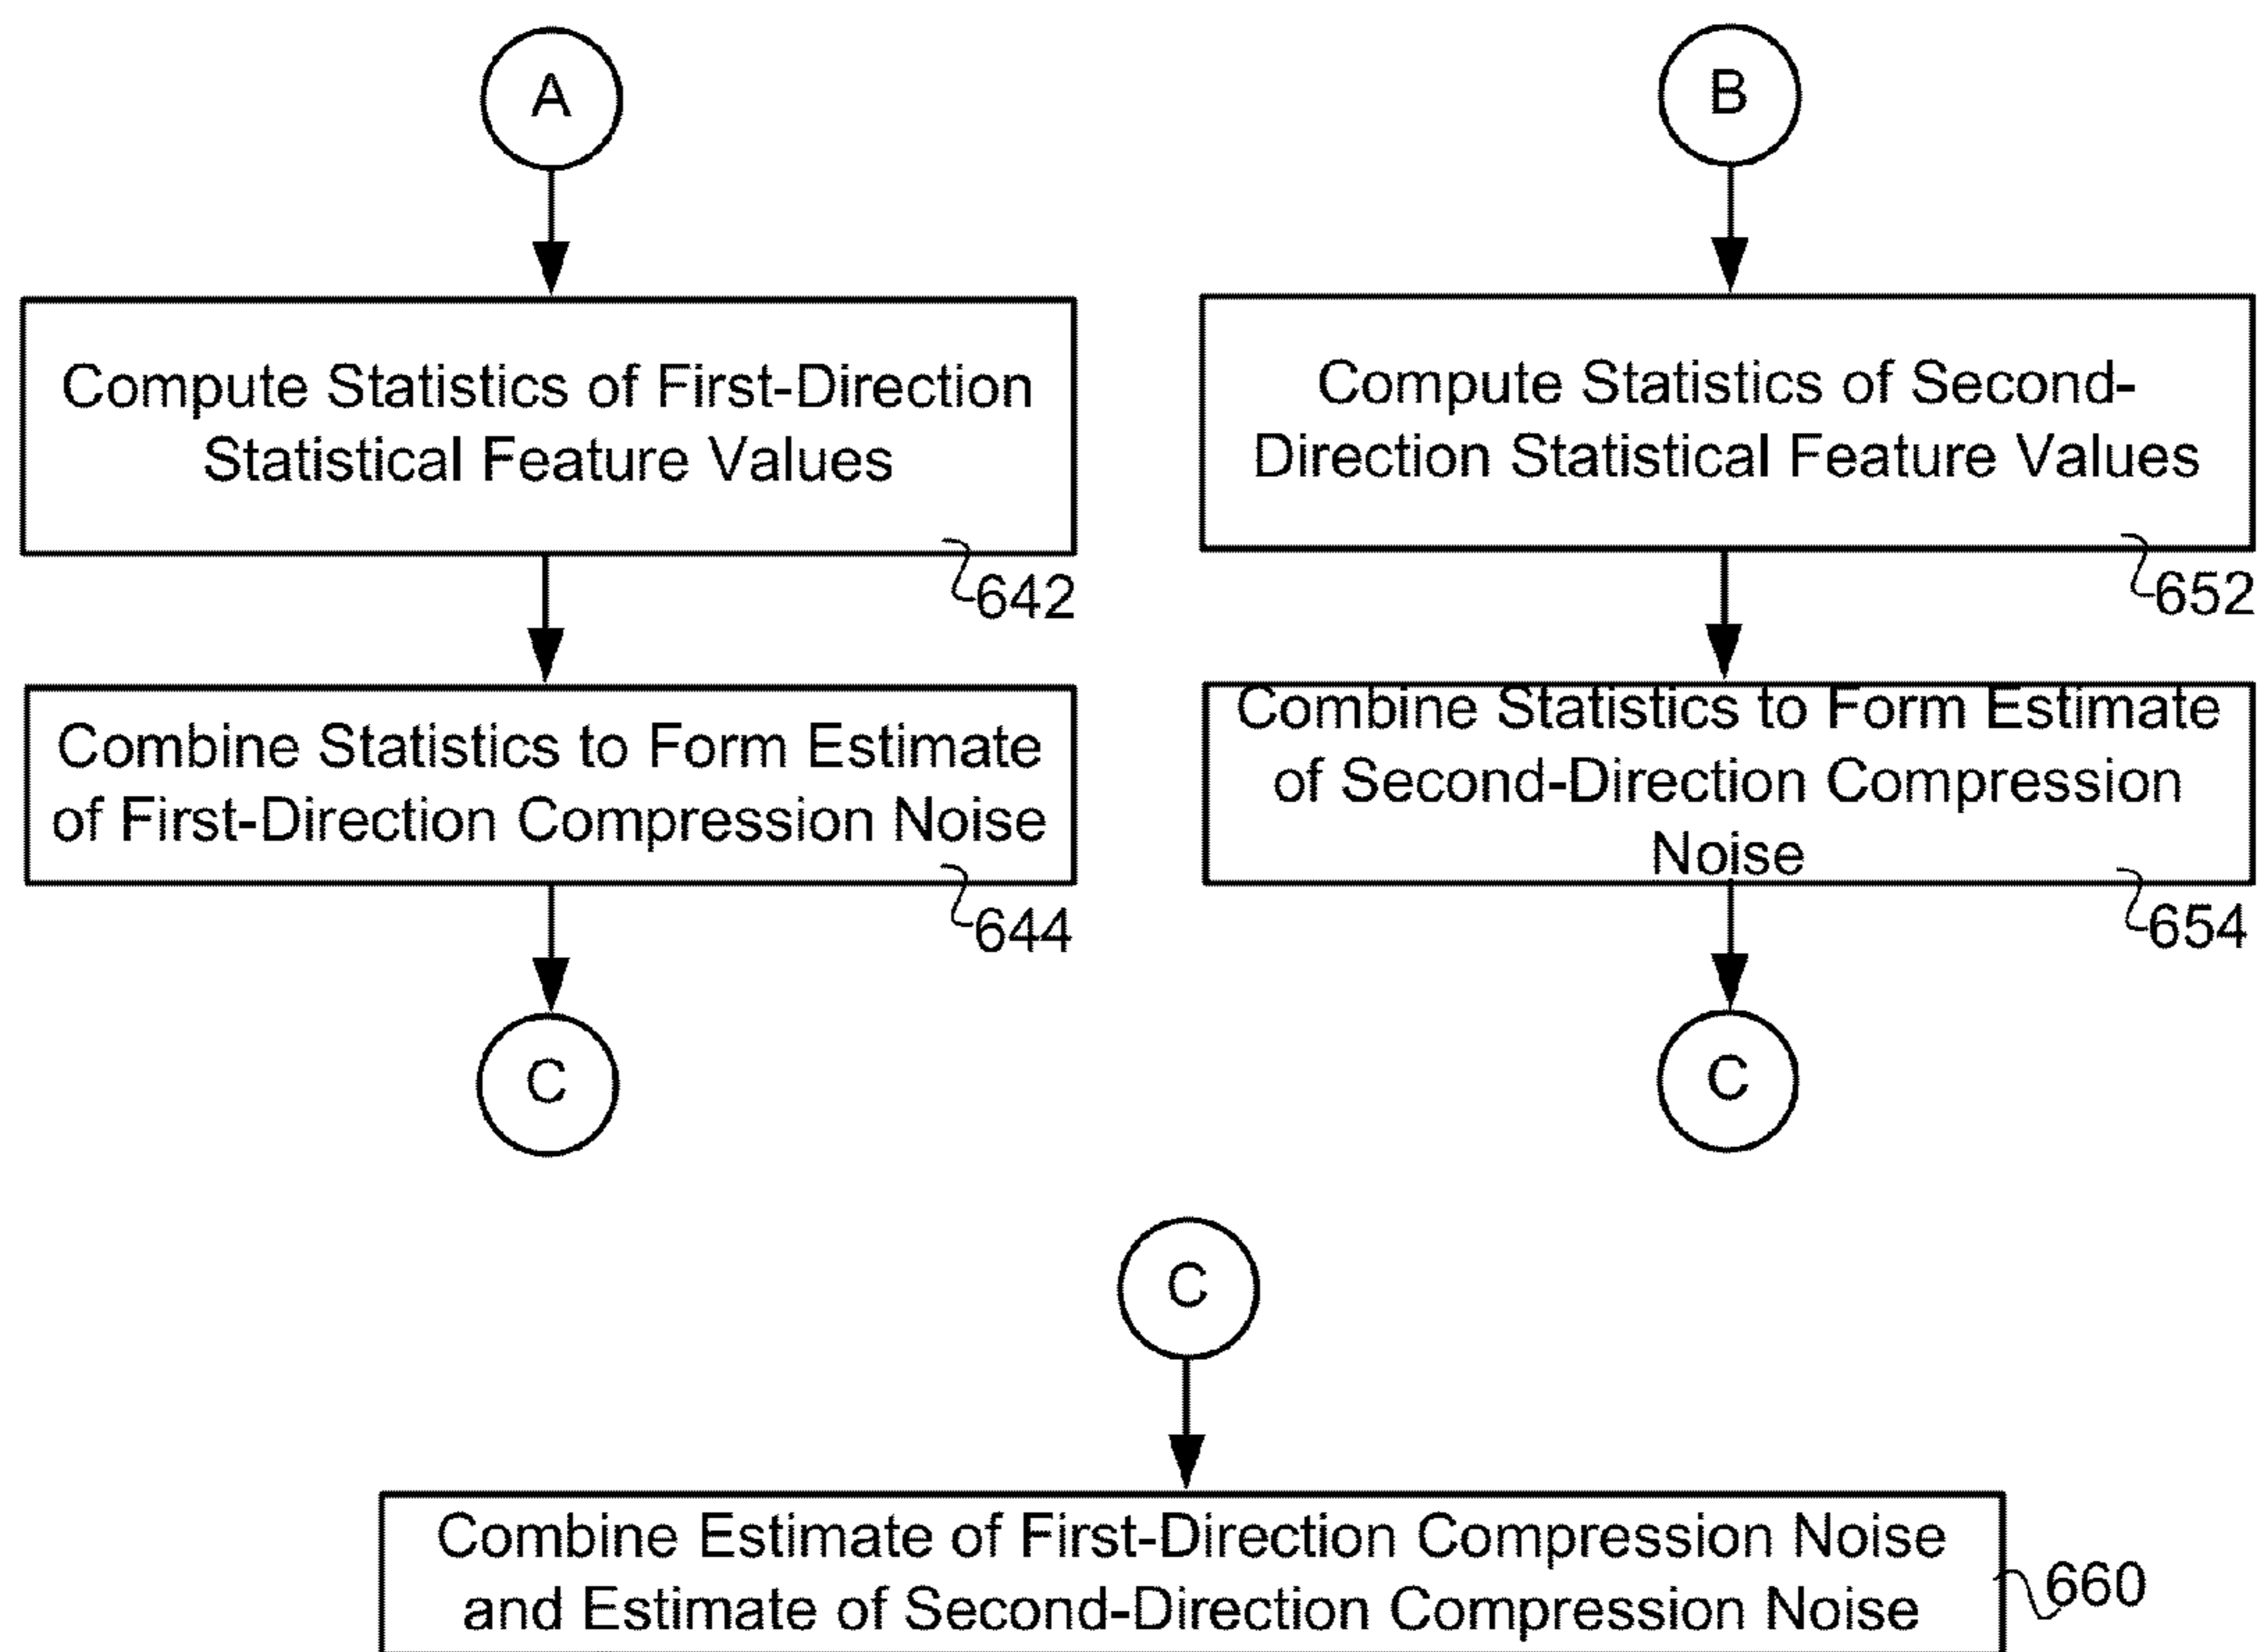 A
Compute Statistics of First-Direction
Statistical Feature Values
642
Combine Statistics to Form Estimate
of First-Direction Compression Noise
644
C
B
Compute Statistics of Second-
Direction Statistical Feature Values
652
Combine Statistics to Form Estimate
of Second-Direction Compression
Noise
654
C
C
Combine Estimate of First-Direction Compression Noise
and Estimate of Second-Direction Compression Noise
660